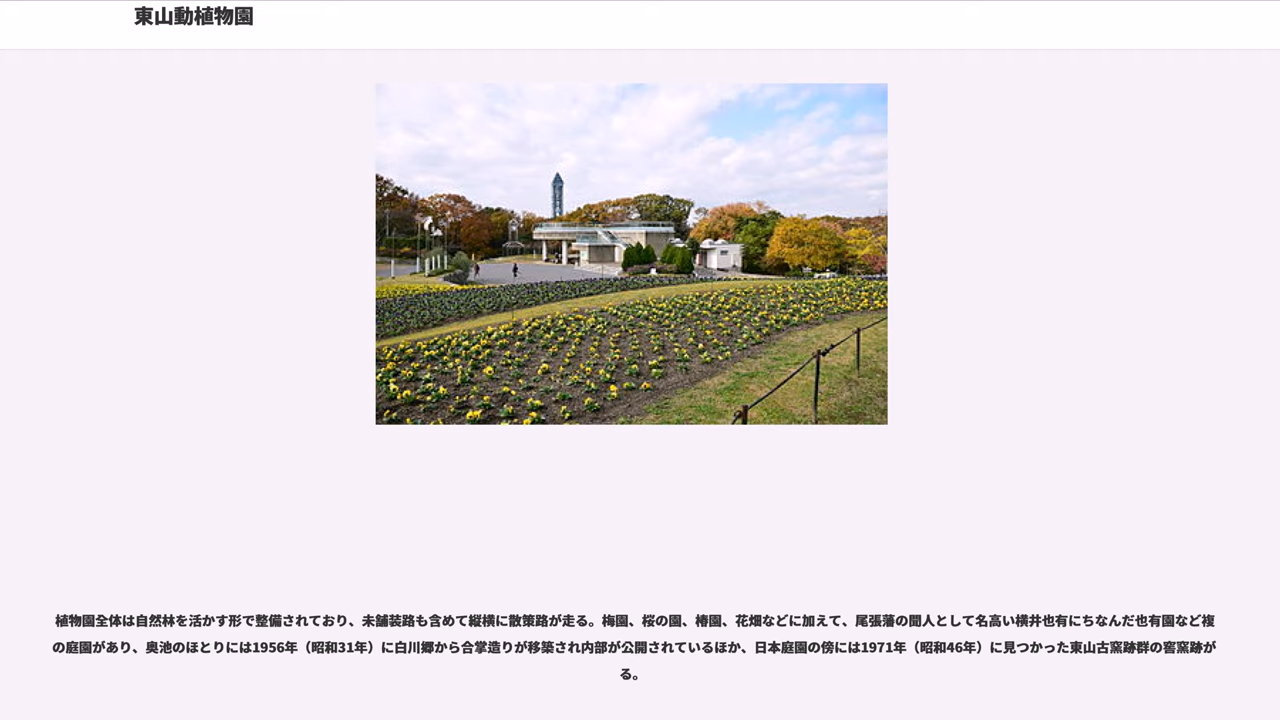 東山動植物園
植物園全体は自然林を活かす形で整備されており、未舗装路も含めて縦横に散策路が走る。梅園、桜の園、椿園、花畑などに加えて、尾張藩の聞人として名高い横井也有にちなんだ也有園など複
の庭園があり、奥池のほとりには1956年（昭和31年）に白川郷から合掌造りが移築され内部が公開されているほか、日本庭園の傍には1971年（昭和46年）に見つかった東山古窯跡群の窖窯跡が
る。